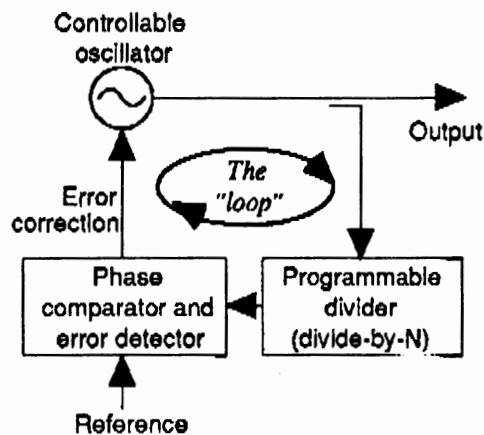 Controllable
oscillator
Output
The
"loop"
Error
correction
Phase
comparator and
error detector
Programmable
divider
(divide-by-N)
Reference